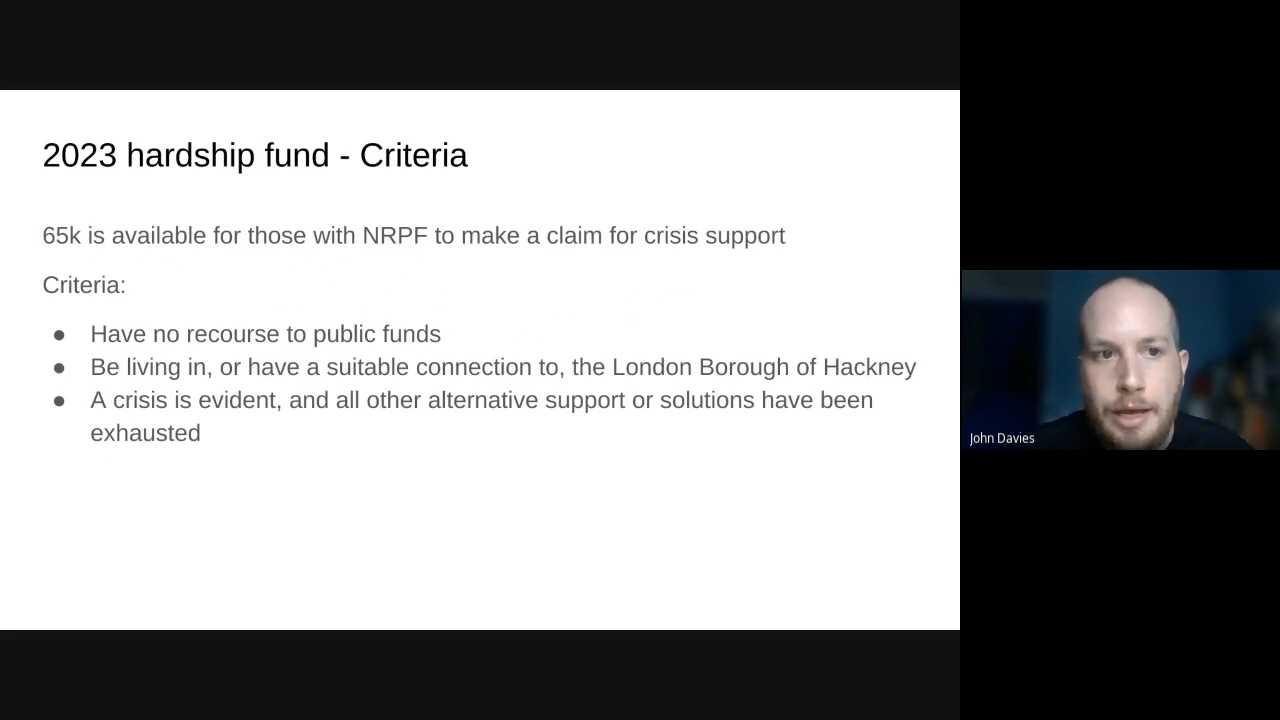 2023 hardship fund - Criteria
65k is available for those with NRPF to make a claim for crisis support
Criteria:
● Have no recourse to public funds
● Be living in, or have a suitable connection to, the London Borough of Hackney
● A crisis is evident, and all other alternative support or solutions have been
exhausted
John Davies